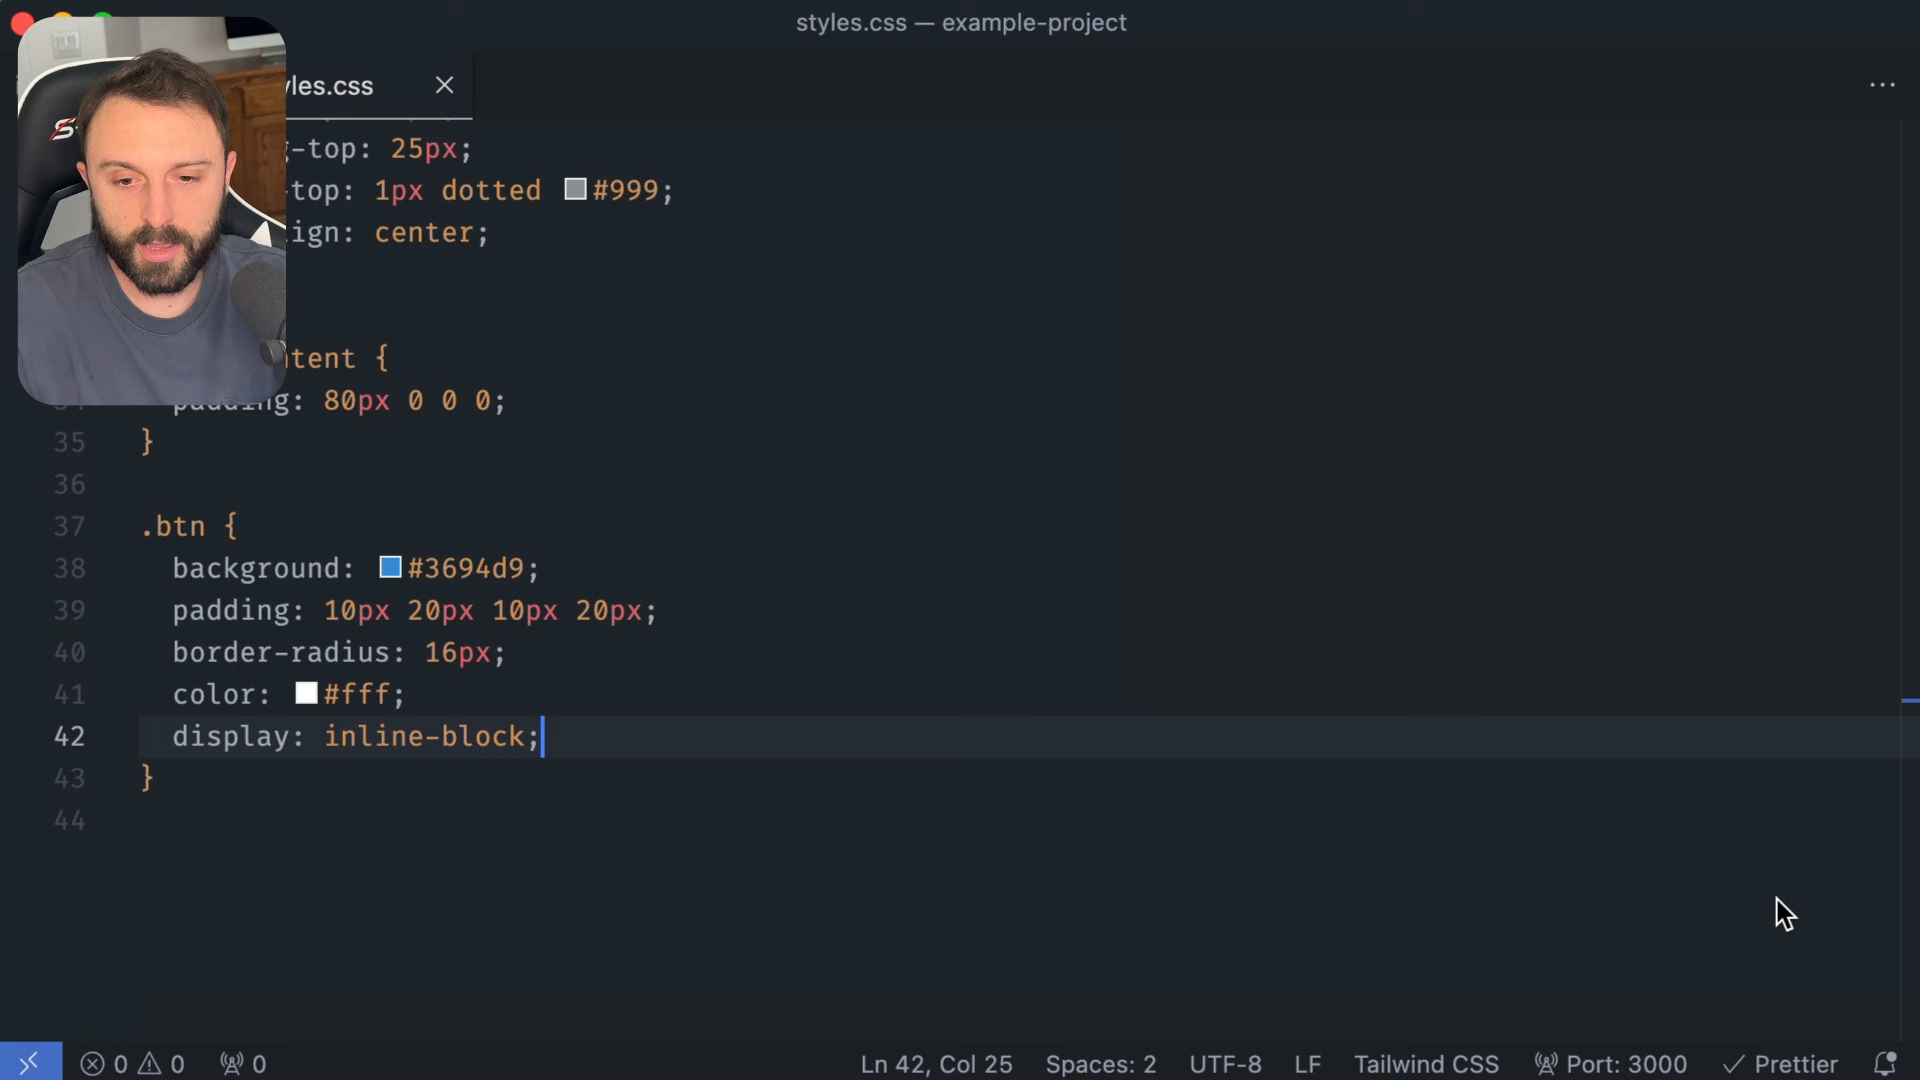 styles.css — example-project
yles.css
-top: 25px;
-top: 1px dotted #999;
ign: center;
tent {
padding: 80px 0 0 0;
35 }
36
37 .btn {
38 background: #3694d9;
39 padding: 10px 20px 10px 20px;
40 border-radius: 16px;
41 color: #fff;
42 display: inline-block;
43 }
44
0 0 0 Ln 42, Col 25 Spaces: 2 UTF-8 LF Tailwind CSS Port: 3000 Prettier